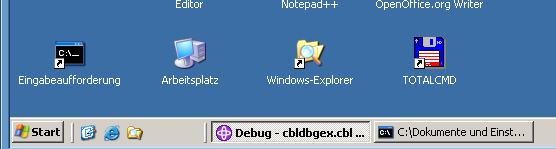 Editor Notepad++ OpenOffice.org Writer
C:\_
Eingabeaufforderung Arbeitsplatz Windows-Explorer TOTALCMD
Start Debug - cbldbgex.cbl ... C:\Dokumente und Einst...